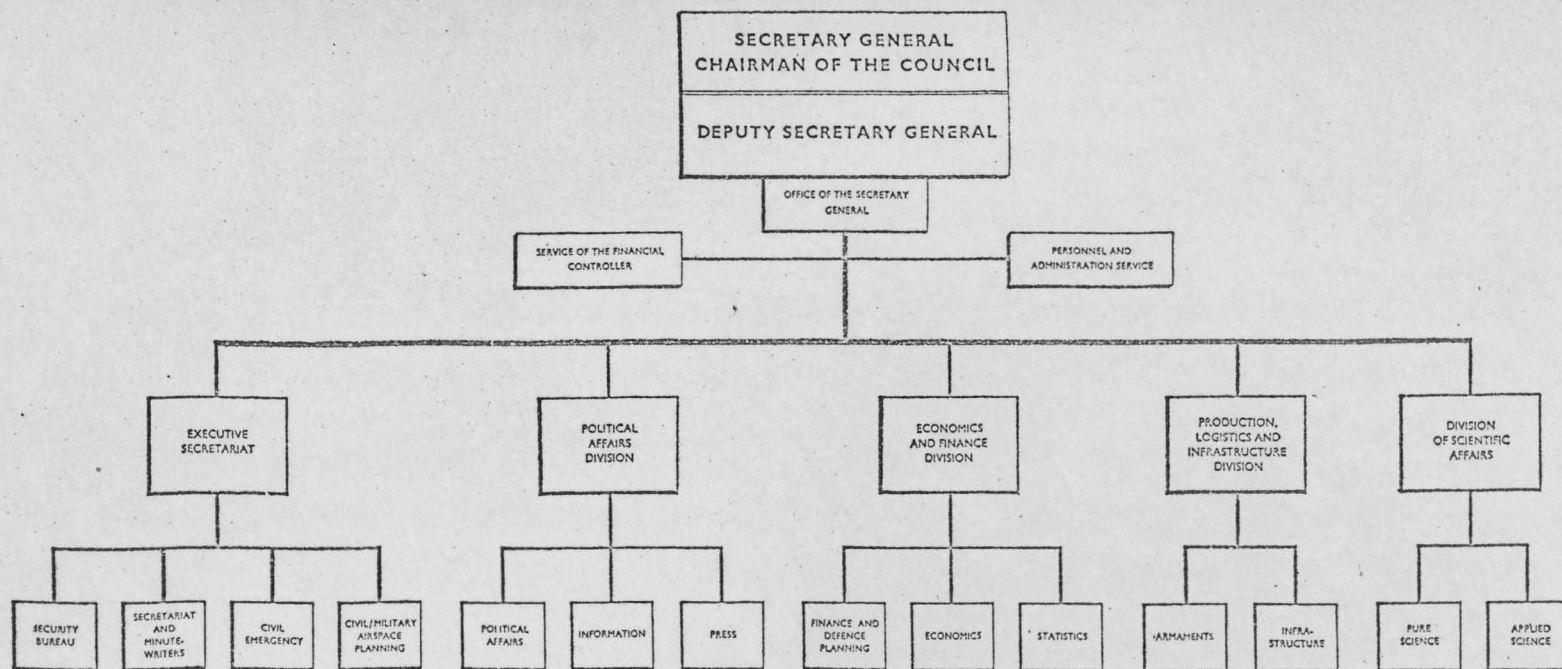 SECRETARY GENERAL
CHAIRMAN OF THE COUNCIL
DEPUTY SECRETARY GENERAL
OFFICE OF THE SECRETARY
GENERAL
SERVICE OF THE FINANCIAL
CONTROLLER
PERSONNEL AND
ADMINISTRATION SERVICE
EXECUTIVE
SECRETARIAT
POLITICAL
AFFAIRS
DIVISION
ECONOMICS
AND FINANCE
DIVISION
PRODUCTION,
LOGISTICS AND
INFRASTRUCTURE
DIVISION
DIVISION
OF SCIENTIFIC
AFFAIRS
SECURITY
BUREAU
SECRETARIAT
AND
MINUTE-
WRITERS
CIVIL
EMERGENCY
CIVIL/MILITARY
AIRSPACE
PLANNING
POLITICAL
AFFAIRS
INFORMATION
PRESS
FINANCE AND
DEFENCE
PLANNING
ECONOMICS
STATISTICS
ARMAMENTS
INFRA-
STRUCTURE
PURE
SCIENCE
APPLIED
SCIENCE